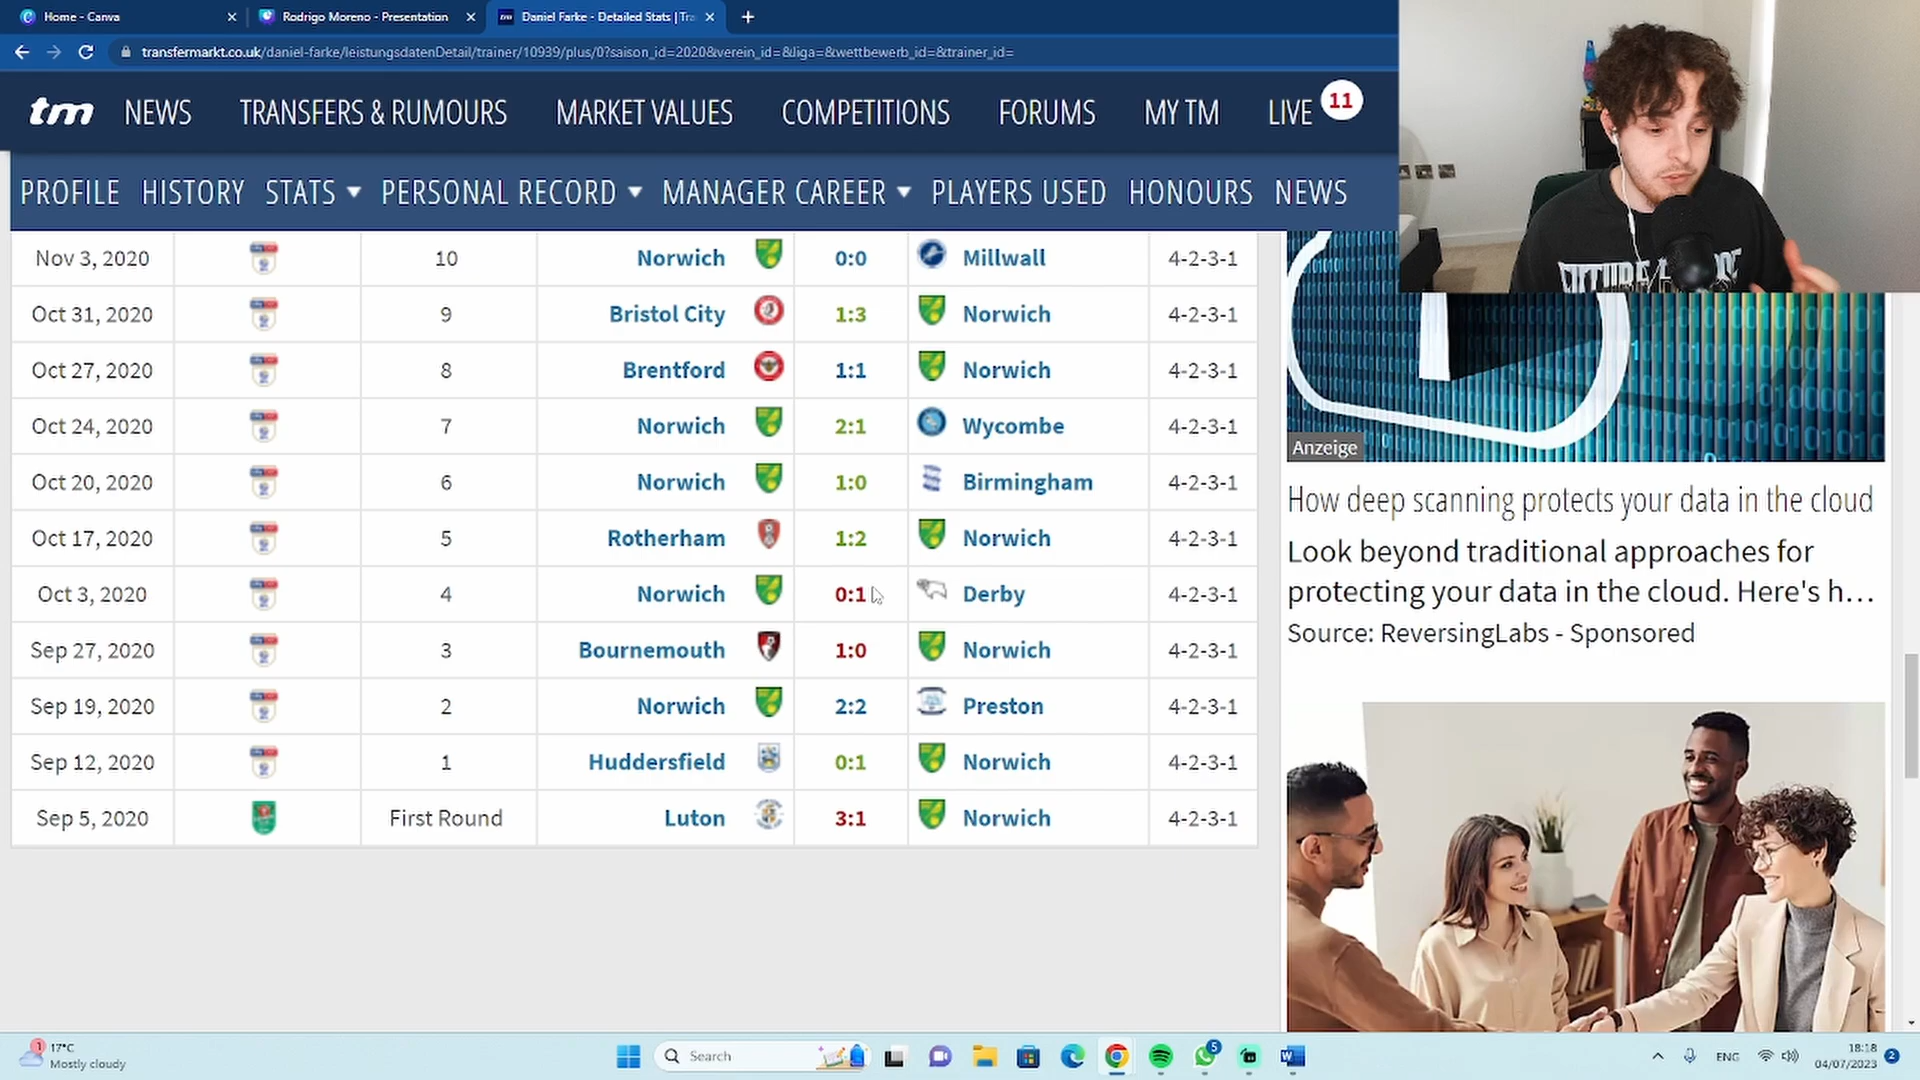 Home - Canva
Rodrigo Moreno - Presentation
Daniel Farke - Detailed Stats | Tra
transfermarkt.co.uk/daniel-farke/leistungsdatenDetail/trainer/10939/plus/0?saison_id=2020&verein_id=&liga=&wettbewerb_id=&trainer_id=
tm NEWS TRANSFERS & RUMOURS MARKET VALUES COMPETITIONS FORUMS MY TM LIVE 11
PROFILE HISTORY STATS PERSONAL RECORD MANAGER CAREER PLAYERS USED HONOURS NEWS
Nov 3, 2020 10 Norwich 0:0 Millwall 4-2-3-1
Oct 31, 2020 9 Bristol City 1:3 Norwich 4-2-3-1
Oct 27, 2020 8 Brentford 1:1 Norwich 4-2-3-1
Oct 24, 2020 7 Norwich 2:1 Wycombe 4-2-3-1
Oct 20, 2020 6 Norwich 1:0 Birmingham 4-2-3-1
Oct 17, 2020 5 Rotherham 1:2 Norwich 4-2-3-1
Oct 3, 2020 4 Norwich 0:1 Derby 4-2-3-1
Sep 27, 2020 3 Bournemouth 1:0 Norwich 4-2-3-1
Sep 19, 2020 2 Norwich 2:2 Preston 4-2-3-1
Sep 12, 2020 1 Huddersfield 0:1 Norwich 4-2-3-1
Sep 5, 2020 First Round Luton 3:1 Norwich 4-2-3-1
Anzeige
How deep scanning protects your data in the cloud
Look beyond traditional approaches for
protecting your data in the cloud. Here's h...
Source: ReversingLabs - Sponsored
1
17°C
Mostly cloudy
Search
5
ENG
18:18
04/07/2023
2